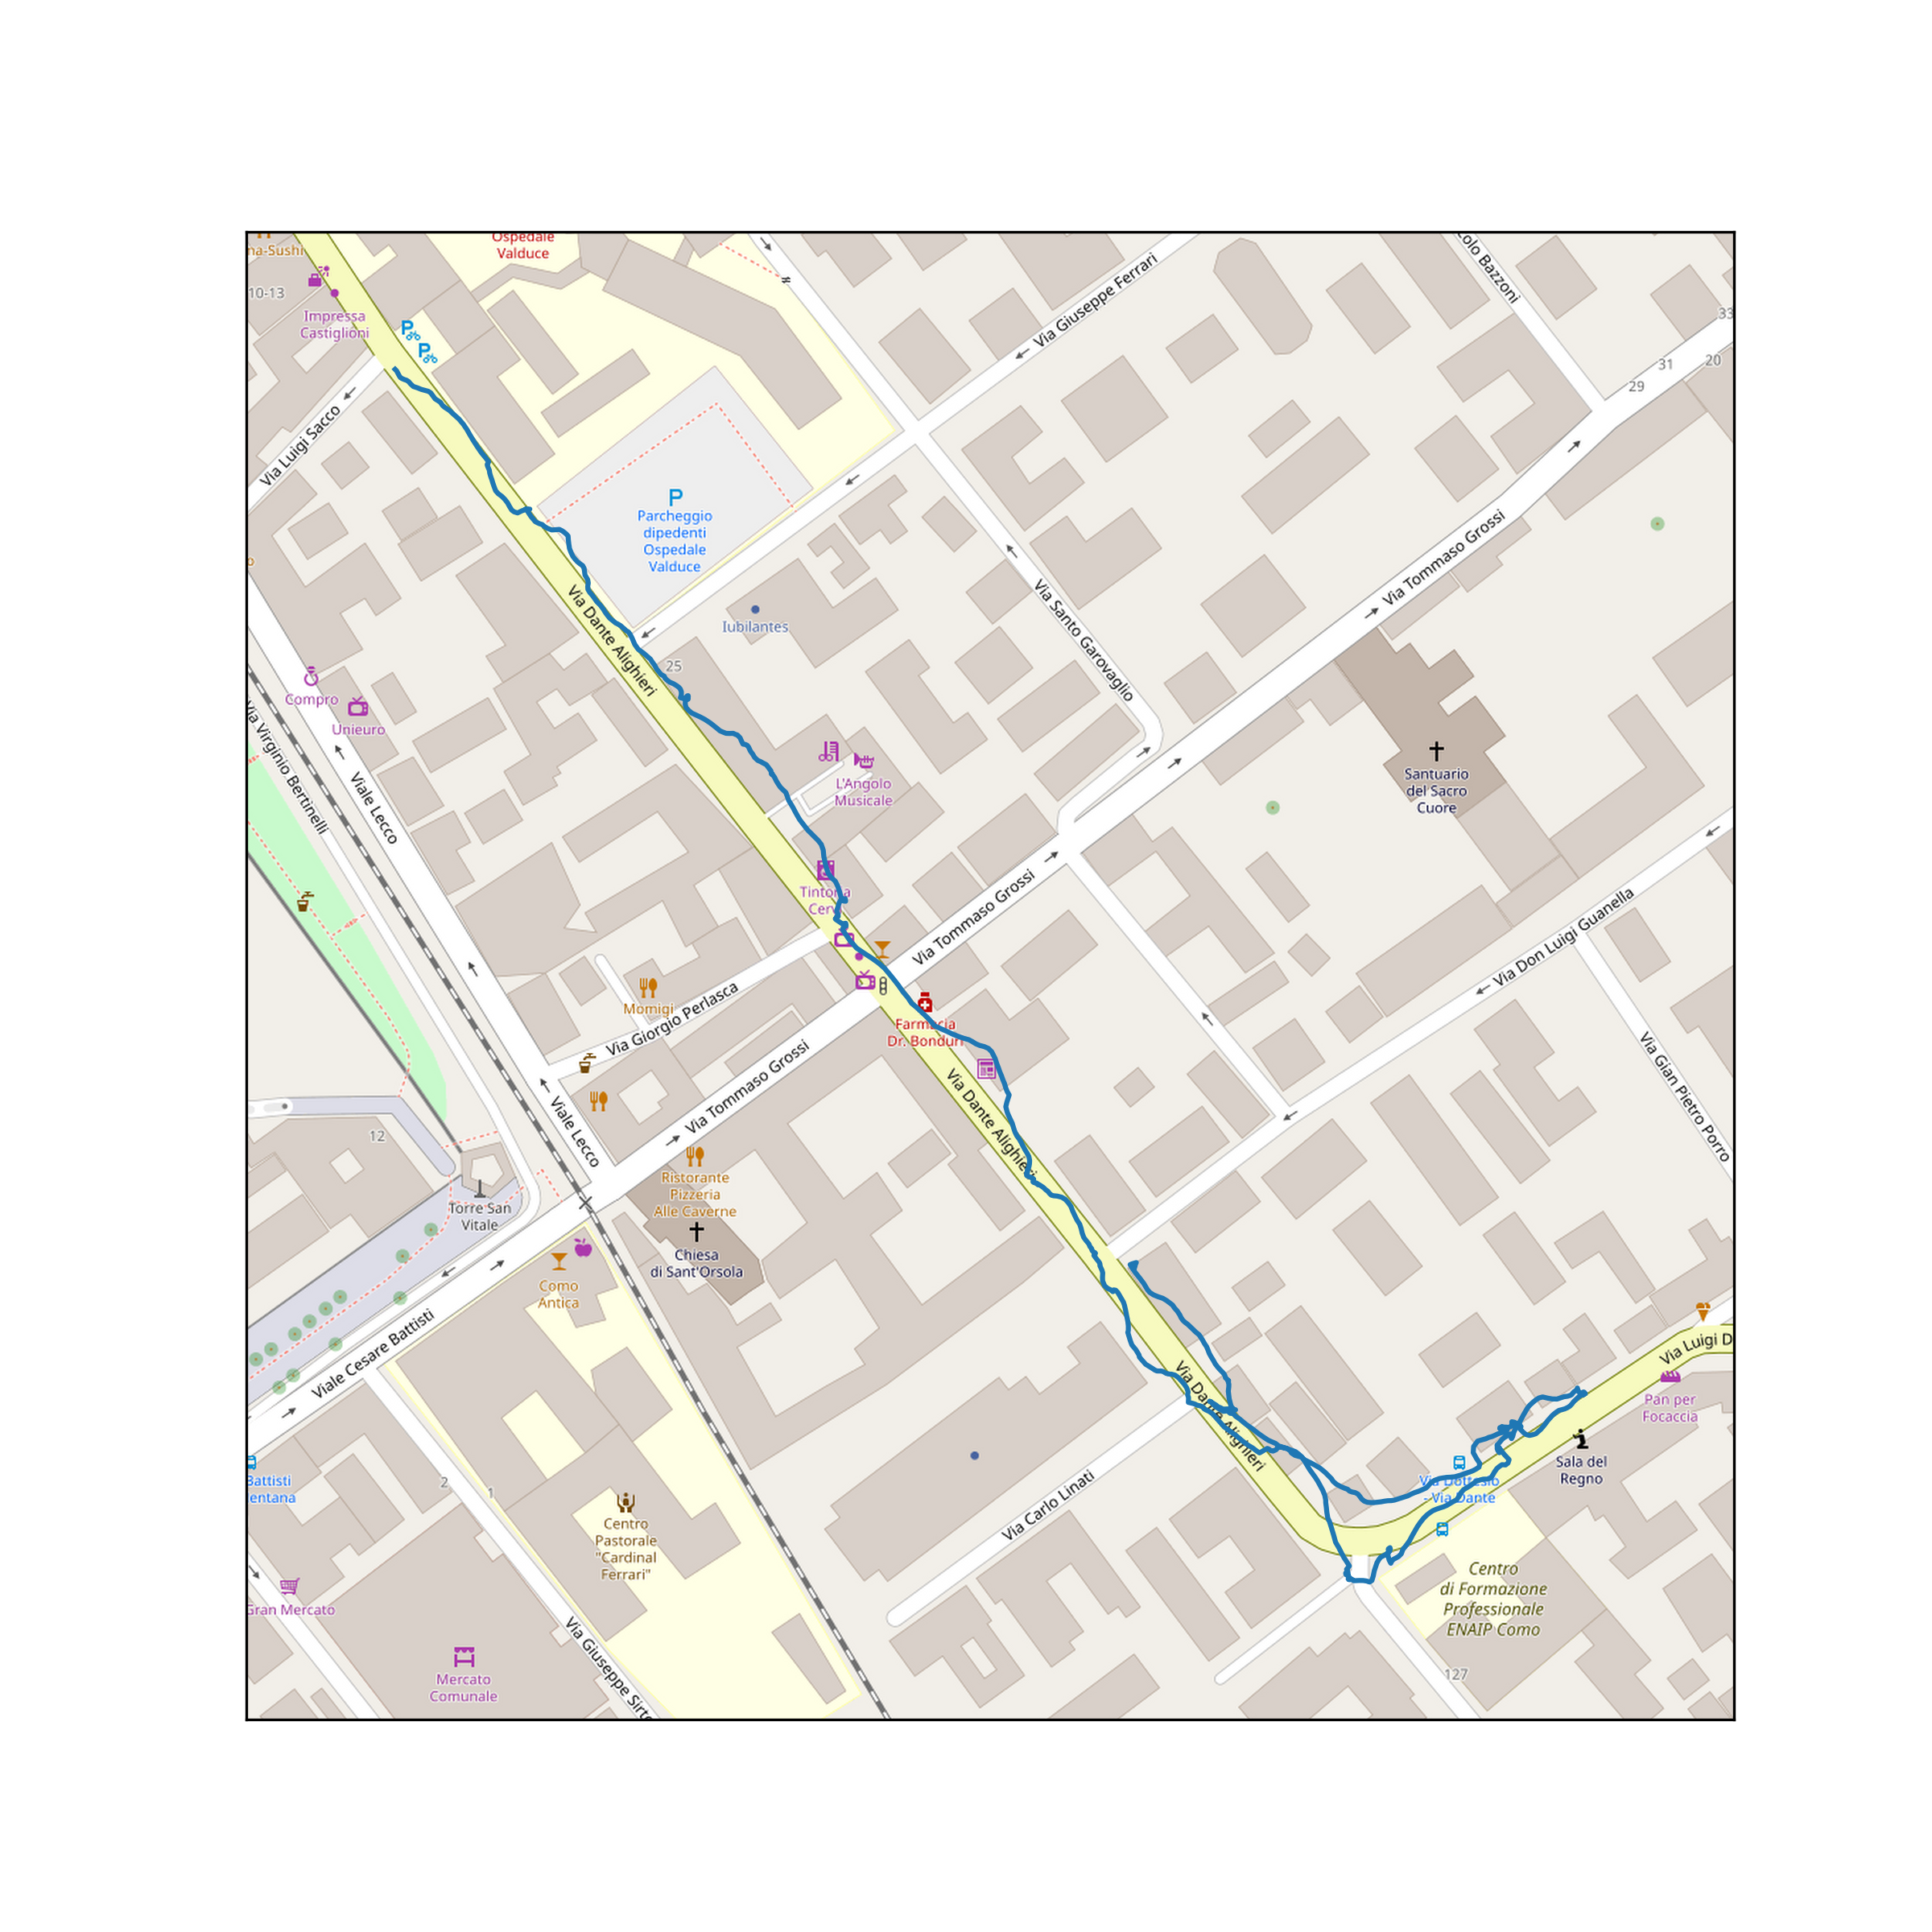 na-Sushi
10-13
Impressa
Castiglioni
Ospedale
Valduce
Via Giuseppe Ferrari
colo Bazzoni
33
31
20
29
Via Luigi Sacco
Parcheggio
dipedenti
Ospedale
Valduce
Via Tommaso Grossi
Via Dante Alighieri
Iubilantes
25
Via Santo Garovaglio
Compro
Unieuro
Via Virginio Bertinelli
Viale Lecco
L'Angolo
Musicale
Santuario
del Sacro
Cuore
Tintoria
Cervi
Via Tommaso Grossi
Via Don Luigi Guanella
Momigi
Via Giorgio Perlasca
Farmacia
Dr. Bonduri
Via Gian Pietro Porro
Via Tommaso Grossi
Via Dante Alighieri
Viale Lecco
12
Ristorante
Pizzeria
Alle Caverne
Torre San
Vitale
Chiesa
di Sant'Orsola
Como
Antica
Viale Cesare Battisti
Via Dante Alighieri
Via Luigi D
Pan per
Focaccia
Battisti
entana
2
1
Sala del
Regno
Via Dottesio
- Via Dante
Via Carlo Linati
Centro
Pastorale
"Cardinal
Ferrari"
Centro
di Formazione
Professionale
ENAIP Como
Gran Mercato
Via Giuseppe Sirto
Mercato
Comunale
127